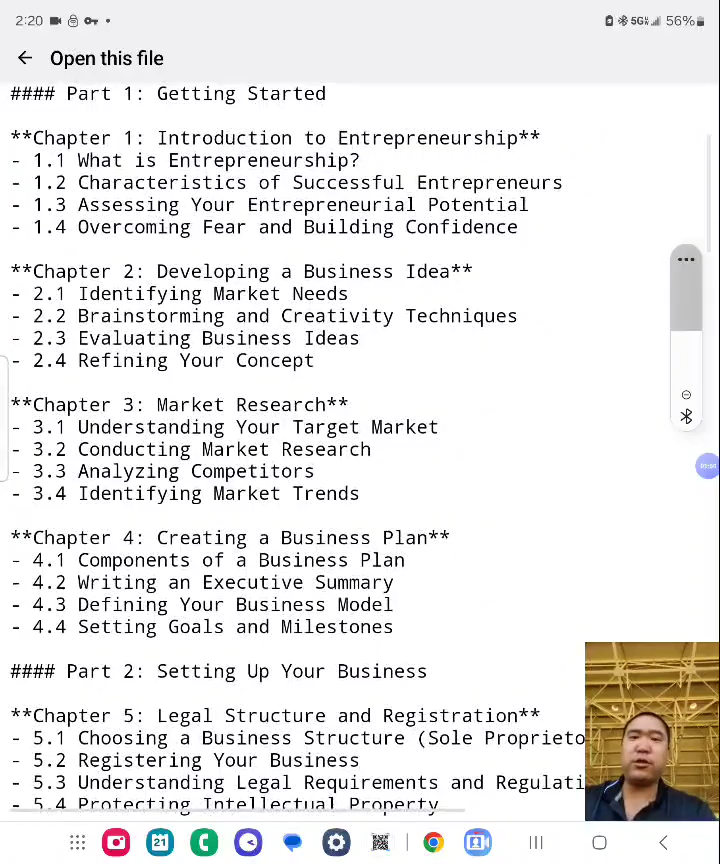 2:20
5G
56%
Open this file
#### Part 1: Getting Started
**Chapter 1: Introduction to Entrepreneurship**
- 1.1 What is Entrepreneurship?
- 1.2 Characteristics of Successful Entrepreneurs
- 1.3 Assessing Your Entrepreneurial Potential
- 1.4 Overcoming Fear and Building Confidence
**Chapter 2: Developing a Business Idea**
- 2.1 Identifying Market Needs
- 2.2 Brainstorming and Creativity Techniques
- 2.3 Evaluating Business Ideas
- 2.4 Refining Your Concept
**Chapter 3: Market Research**
- 3.1 Understanding Your Target Market
- 3.2 Conducting Market Research
- 3.3 Analyzing Competitors
- 3.4 Identifying Market Trends
**Chapter 4: Creating a Business Plan**
- 4.1 Components of a Business Plan
- 4.2 Writing an Executive Summary
- 4.3 Defining Your Business Model
- 4.4 Setting Goals and Milestones
#### Part 2: Setting Up Your Business
**Chapter 5: Legal Structure and Registration**
- 5.1 Choosing a Business Structure (Sole Proprieto
- 5.2 Registering Your Business
- 5.3 Understanding Legal Requirements and Regulati
- 5.4 Protecting Intellectual Property
21